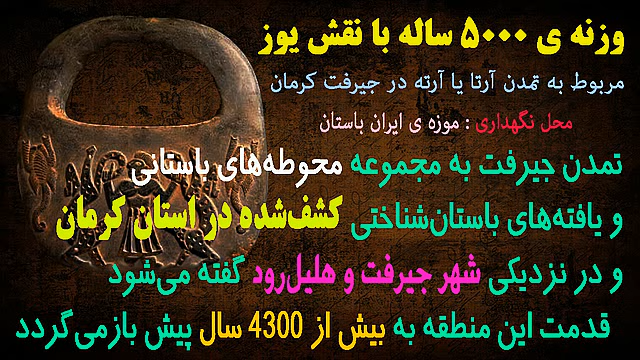 وزنه ی ۵۰۰۰ ساله با نقش یوز
مربوط به تمدن آرتا یا آرته در جیرفت کرمان
محل نگهداری : موزه ی ایران باستان
تمدن جیرفت به مجموعه محوطه‌های باستانی
و یافته‌های باستان‌شناختی کشف‌شده در استان کرمان
و در نزدیکی شهر جیرفت و هلیل‌رود گفته می‌شود
قدمت این منطقه به بیش از 4300 سال پیش بازمی‌گردد